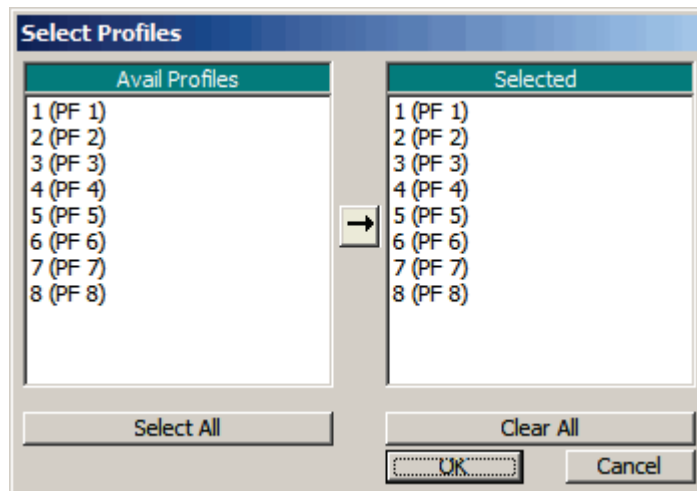 Select Profiles
Avail Profiles
1 (PF 1)
2 (PF 2)
3 (PF 3)
4 (PF 4)
5 (PF 5)
6 (PF 6)
7 (PF 7)
8 (PF 8)
Select All
Selected
1 (PF 1)
2 (PF 2)
3 (PF 3)
4 (PF 4)
5 (PF 5)
6 (PF 6)
7 (PF 7)
8 (PF 8)
Clear All
OK
Cancel